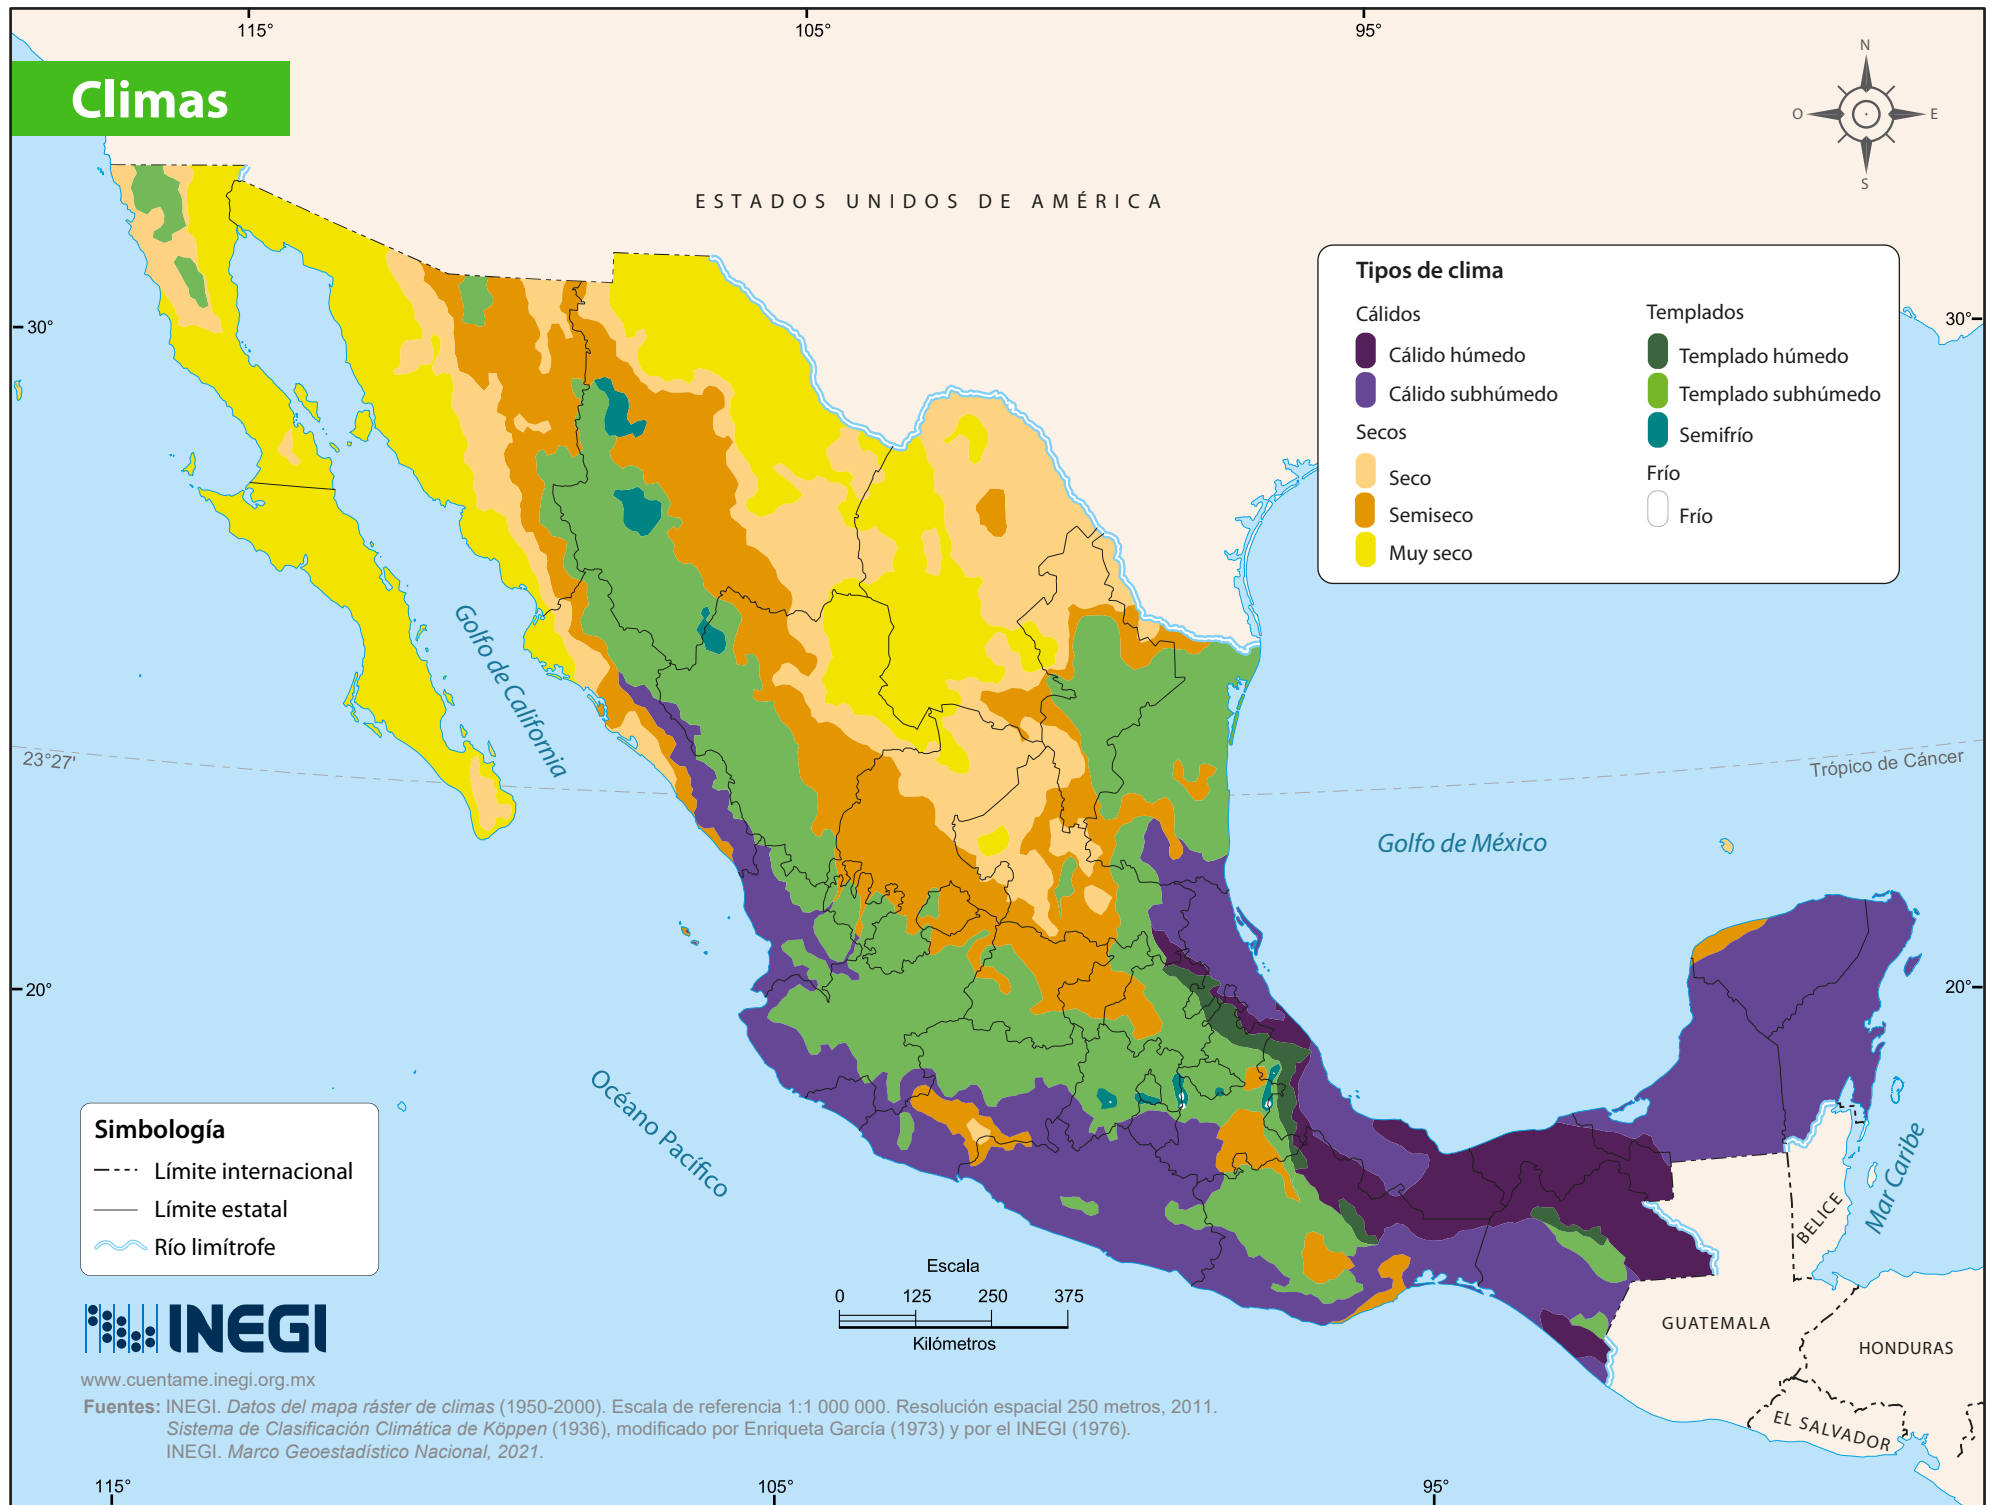 115°
105°
95°
Climas
N
O
E
S
ESTADOS UNIDOS DE AMÉRICA
30°
30°
Tipos de clima
Cálidos
Cálido húmedo
Cálido subhúmedo
Secos
Seco
Semiseco
Muy seco
Templados
Templado húmedo
Templado subhúmedo
Semifrío
Frío
Frío
Golfo de California
23°27'
Trópico de Cáncer
Golfo de México
20°
20°
Océano Pacífico
Mar Caribe
BELICE
GUATEMALA
HONDURAS
EL SALVADOR
Simbología
Límite internacional
Límite estatal
Río limítrofe
Escala
0 125 250 375
Kilómetros
INEGI
www.cuentame.inegi.org.mx
Fuentes: INEGI. Datos del mapa ráster de climas (1950-2000). Escala de referencia 1:1 000 000. Resolución espacial 250 metros, 2011.
Sistema de Clasificación Climática de Köppen (1936), modificado por Enriqueta García (1973) y por el INEGI (1976).
INEGI. Marco Geoestadístico Nacional, 2021.
115°
105°
95°